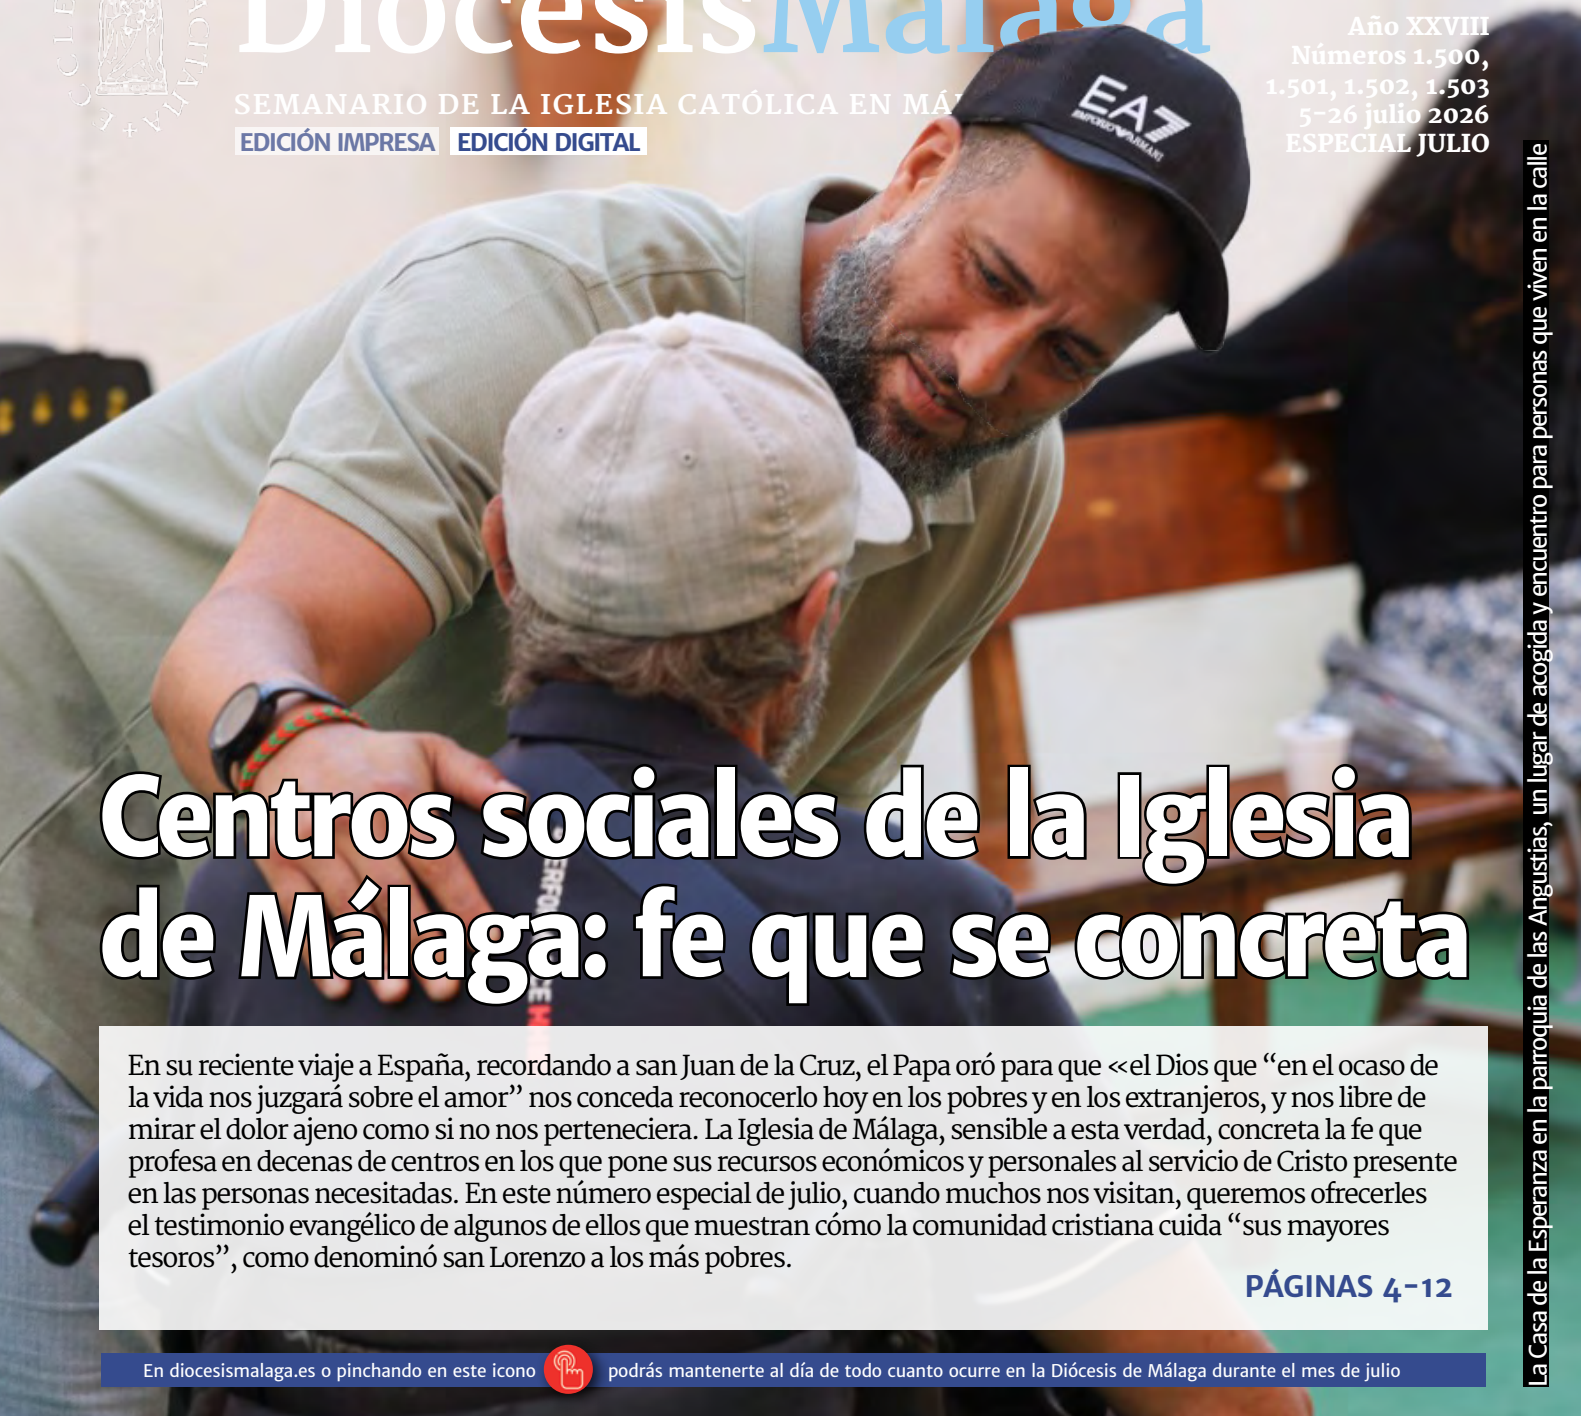 DiócesisMálaga
SEMANARIO DE LA IGLESIA CATÓLICA EN
EDICIÓN IMPRESA EDICIÓN DIGITAL
Año XXVIII
Números 1.500,
1.501, 1.502, 1.503
5-26 julio 2026
ESPECIAL JULIO
EA7
EMPORIO ARMANI
La Casa de la Esperanza en la parroquia de las Angustias, un lugar de acogida y encuentro para personas que viven en la calle
Centros sociales de la Iglesia
de Málaga: fe que se concreta
En su reciente viaje a España, recordando a san Juan de la Cruz, el Papa oró para que «el Dios que “en el ocaso de
la vida nos juzgará sobre el amor” nos conceda reconocerlo hoy en los pobres y en los extranjeros, y nos libre de
mirar el dolor ajeno como si no nos perteneciera. La Iglesia de Málaga, sensible a esta verdad, concreta la fe que
profesa en decenas de centros en los que pone sus recursos económicos y personales al servicio de Cristo presente
en las personas necesitadas. En este número especial de julio, cuando muchos nos visitan, queremos ofrecerles
el testimonio evangélico de algunos de ellos que muestran cómo la comunidad cristiana cuida “sus mayores
tesoros”, como denominó san Lorenzo a los más pobres.
PÁGINAS 4-12
En diocesismalaga.es o pinchando en este icono podrás mantenerte al día de todo cuanto ocurre en la Diócesis de Málaga durante el mes de julio